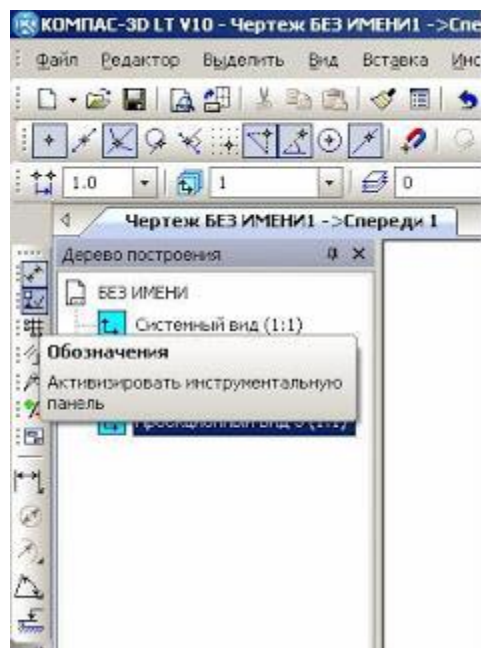 КОМПАС-3D LT V10 - Чертеж БЕЗ ИМЕНИ1 ->Спе
Файл Редактор Выделить Вид Вставка Инс
1.0 1 0
Чертеж БЕЗ ИМЕНИ1 ->Спереди 1
Дерево построения
БЕЗ ИМЕНИ
Системный вид (1:1)
Обозначения
Активизировать инструментальную
панель